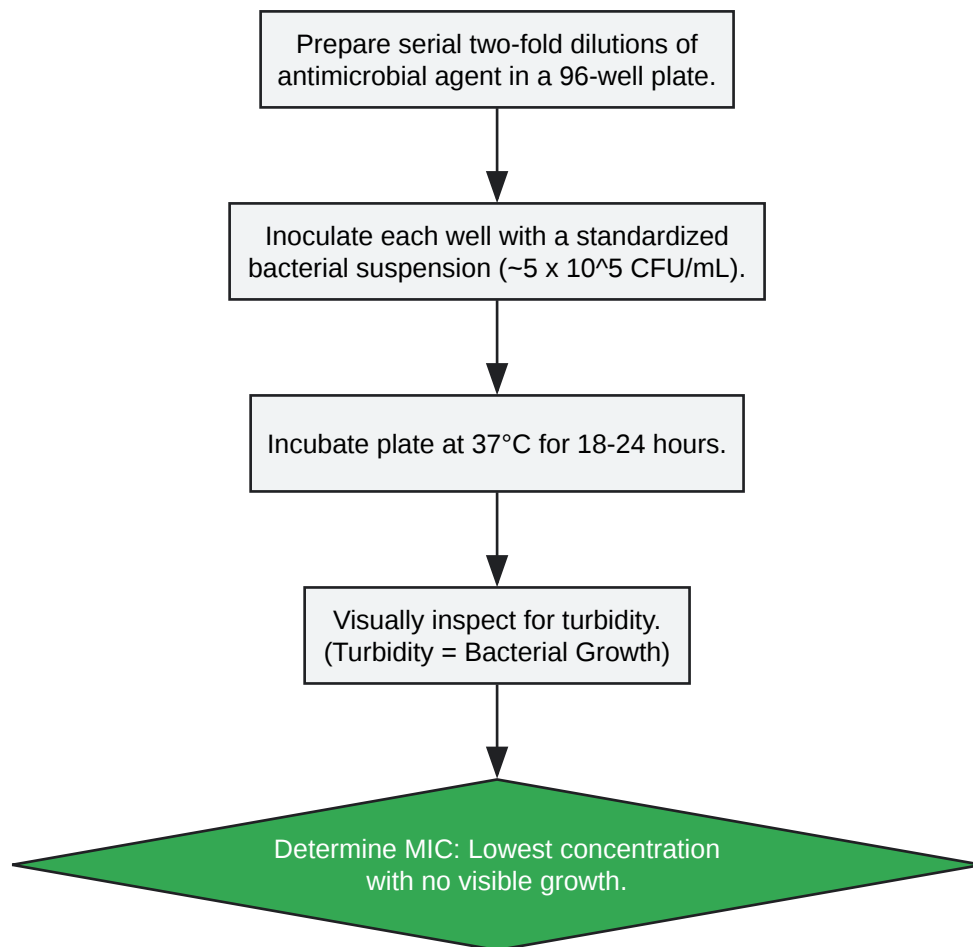 Prepare serial two-fold dilutions of
antimicrobial agent in a 96-well plate.
Inoculate each well with a standardized
bacterial suspension (~5 x 10^5 CFU/mL).
Incubate plate at 37°C for 18-24 hours.
Visually inspect for turbidity.
(Turbidity = Bacterial Growth)
Determine MIC: Lowest concentration
with no visible growth.